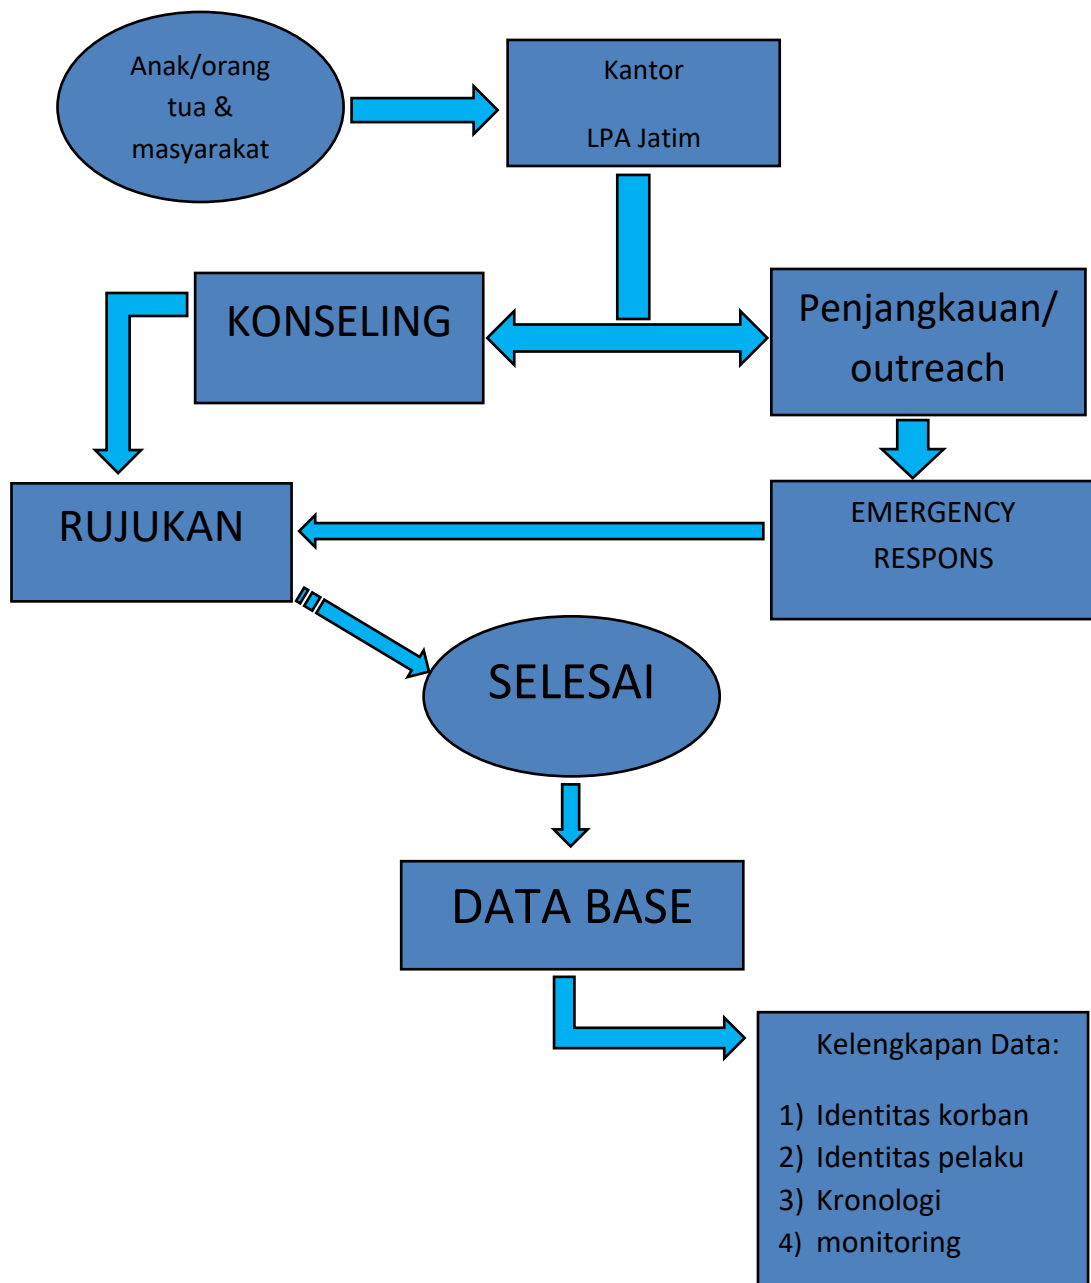 Anak/orang
tua &
masyarakat
Kantor
LPA Jatim
KONSELING
Penjangkauan/
outreach
RUJUKAN
EMERGENCY
RESPONS
SELESAI
DATA BASE
Kelengkapan Data:
1) Identitas korban
2) Identitas pelaku
3) Kronologi
4) monitoring